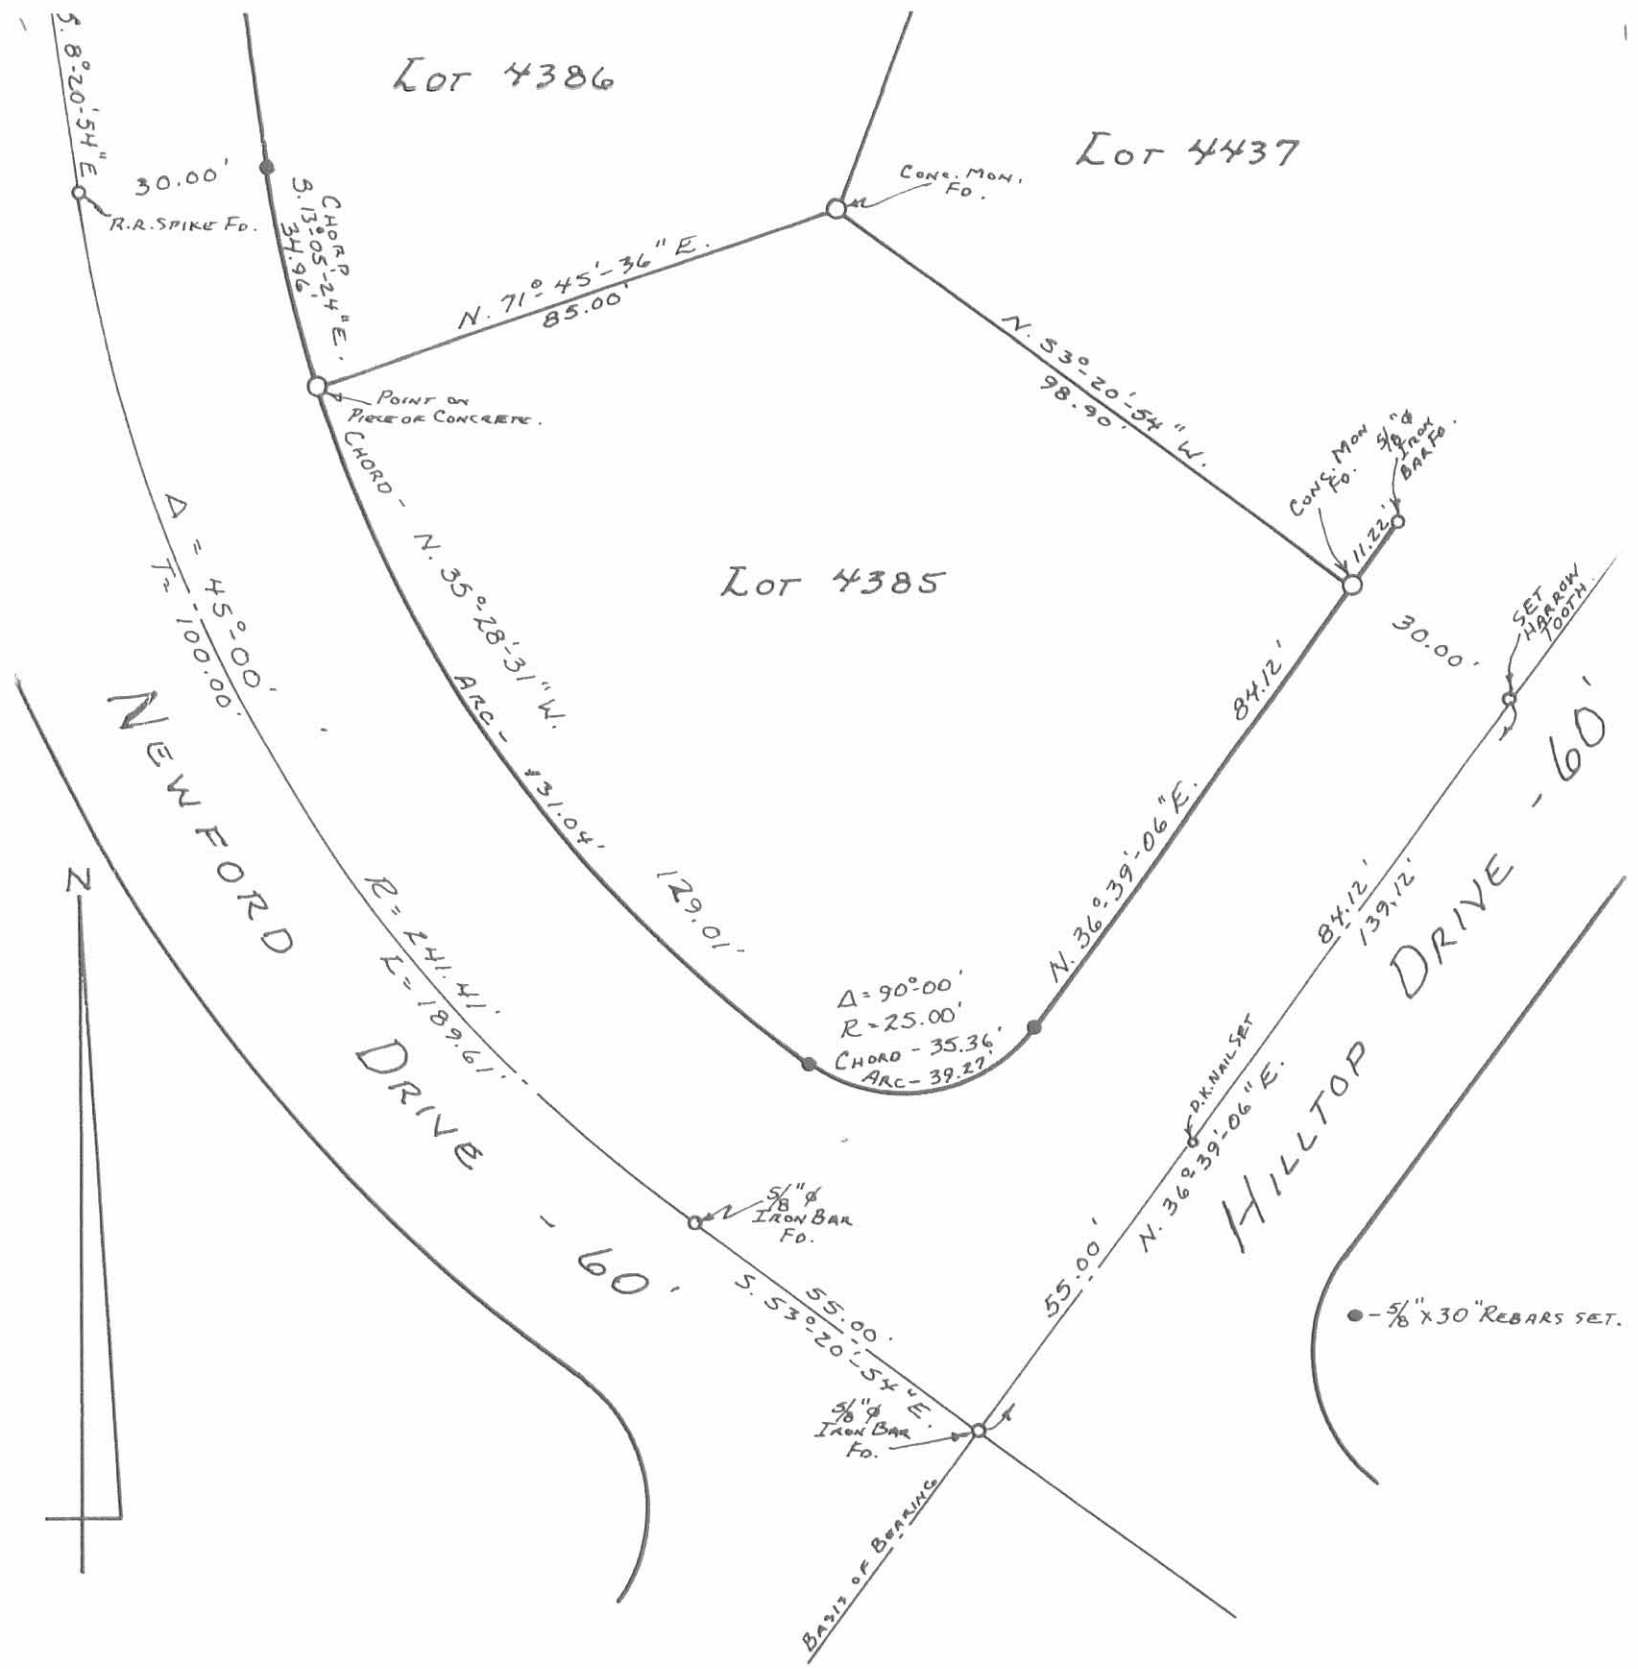 S. 8°-20'-54" E
Lot 4386
Lot 4437
30.00'
R.R. SPIKE FD.
CHORD
S. 13°-05'-24" E.
34.96'
CONC. MON.
FD.
N. 71°-45'-36" E.
85.00'
POINT ON
PIECE OF CONCRETE.
N. 53°-20'-54" W.
98.90'
CONC. MON
FD.
5/8"ϕ
IRON
BAR FD.
11.22'
CHORD - N. 35°-28'-31" W.
129.01'
ARC - 131.04'
Lot 4385
SET
HARROW
TOOTH.
30.00'
Δ = 45°-00'
T = 100.00'
84.12'
N. 36°-39'-06" E.
NEWFORD DRIVE - 60'
R = 241.41'
L = 189.61'
N
Δ = 90°-00'
R = 25.00'
CHORD - 35.36'
ARC - 39.27'
84.12'
139.12'
HILLTOP DRIVE - 60'
P.K. NAIL SET
N. 36°-39'-06" E.
55.00'
5/8"ϕ
IRON BAR
FD.
55.00'
S. 53°-20'-54" E.
● - 5/8" x 30" REBARS SET.
5/8"ϕ
IRON BAR
FD.
BASIS OF BEARING